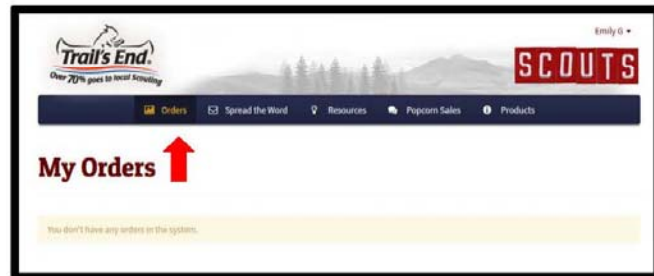 Emily G
Trail's End.
Over 70% goes to local Scouting
SCOUTS
Orders Spread the Word Resources Popcorn Sales Products
My Orders
You don't have any orders in the system.